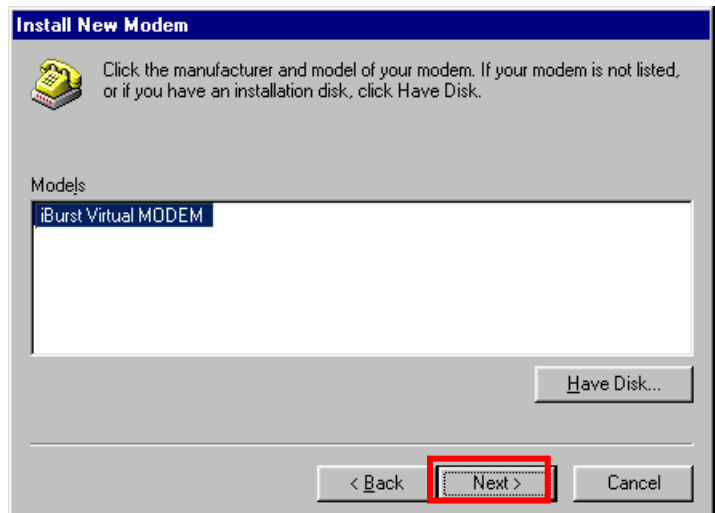 Install New Modem
Click the manufacturer and model of your modem. If your modem is not listed,
or if you have an installation disk, click Have Disk.
Models
iBurst Virtual MODEM
Have Disk...
< Back
Next >
Cancel